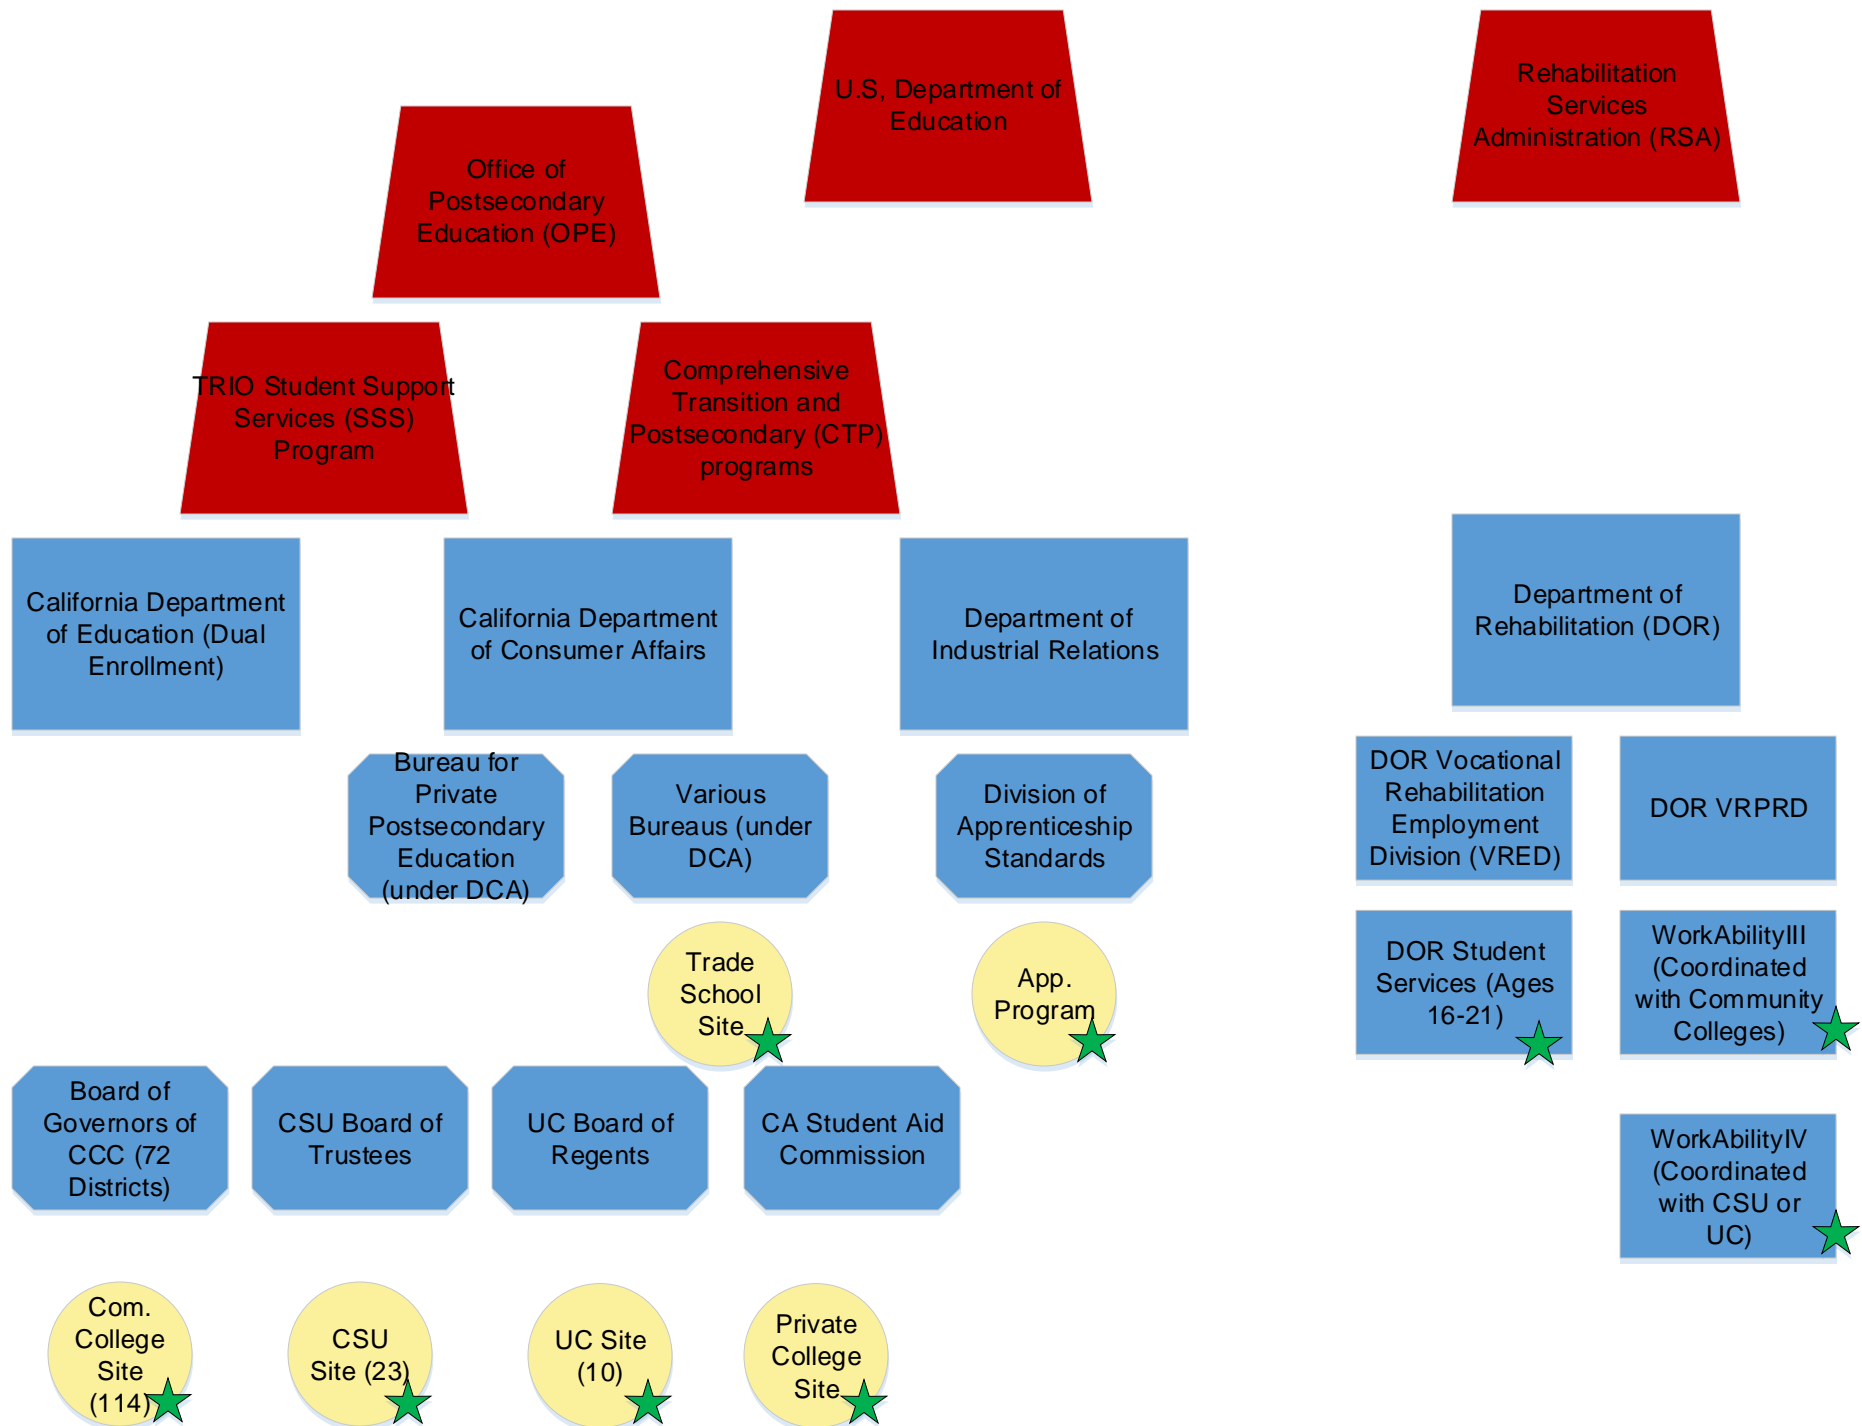 U.S, Department of
Education
Rehabilitation
Services
Administration (RSA)
Office of
Postsecondary
Education (OPE)
TRIO Student Support
Services (SSS)
Program
Comprehensive
Transition and
Postsecondary (CTP)
programs
California Department
of Education (Dual
Enrollment)
California Department
of Consumer Affairs
Department of
Industrial Relations
Department of
Rehabilitation (DOR)
Bureau for
Private
Postsecondary
Education
(under DCA)
Various
Bureaus (under
DCA)
Division of
Apprenticeship
Standards
DOR Vocational
Rehabilitation
Employment
Division (VRED)
DOR VRPRD
Trade
School
Site
App.
Program
DOR Student
Services (Ages
16-21)
WorkAbilityIII
(Coordinated
with Community
Colleges)
Board of
Governors of
CCC (72
Districts)
CSU Board of
Trustees
UC Board of
Regents
CA Student Aid
Commission
WorkAbilityIV
(Coordinated
with CSU or
UC)
Com.
College
Site
(114)
CSU
Site (23)
UC Site
(10)
Private
College
Site